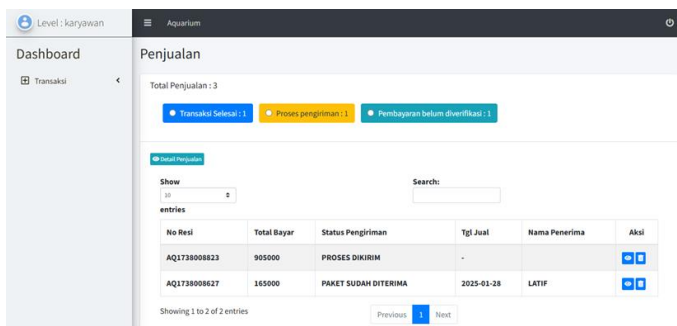 Level : karyawan
Aquarium
Dashboard
Transaksi
Penjualan
Total Penjualan : 3
Transaksi Selesai : 1
Proses pengiriman : 1
Pembayaran belum diverifikasi : 1
Detail Penjualan
Show
10
entries
Search:
No Resi Total Bayar Status Pengiriman Tgl Jual Nama Penerima Aksi
AQ1738008823 905000 PROSES DIKIRIM -
AQ1738008627 165000 PAKET SUDAH DITERIMA 2025-01-28 LATIF
Showing 1 to 2 of 2 entries
Previous 1 Next